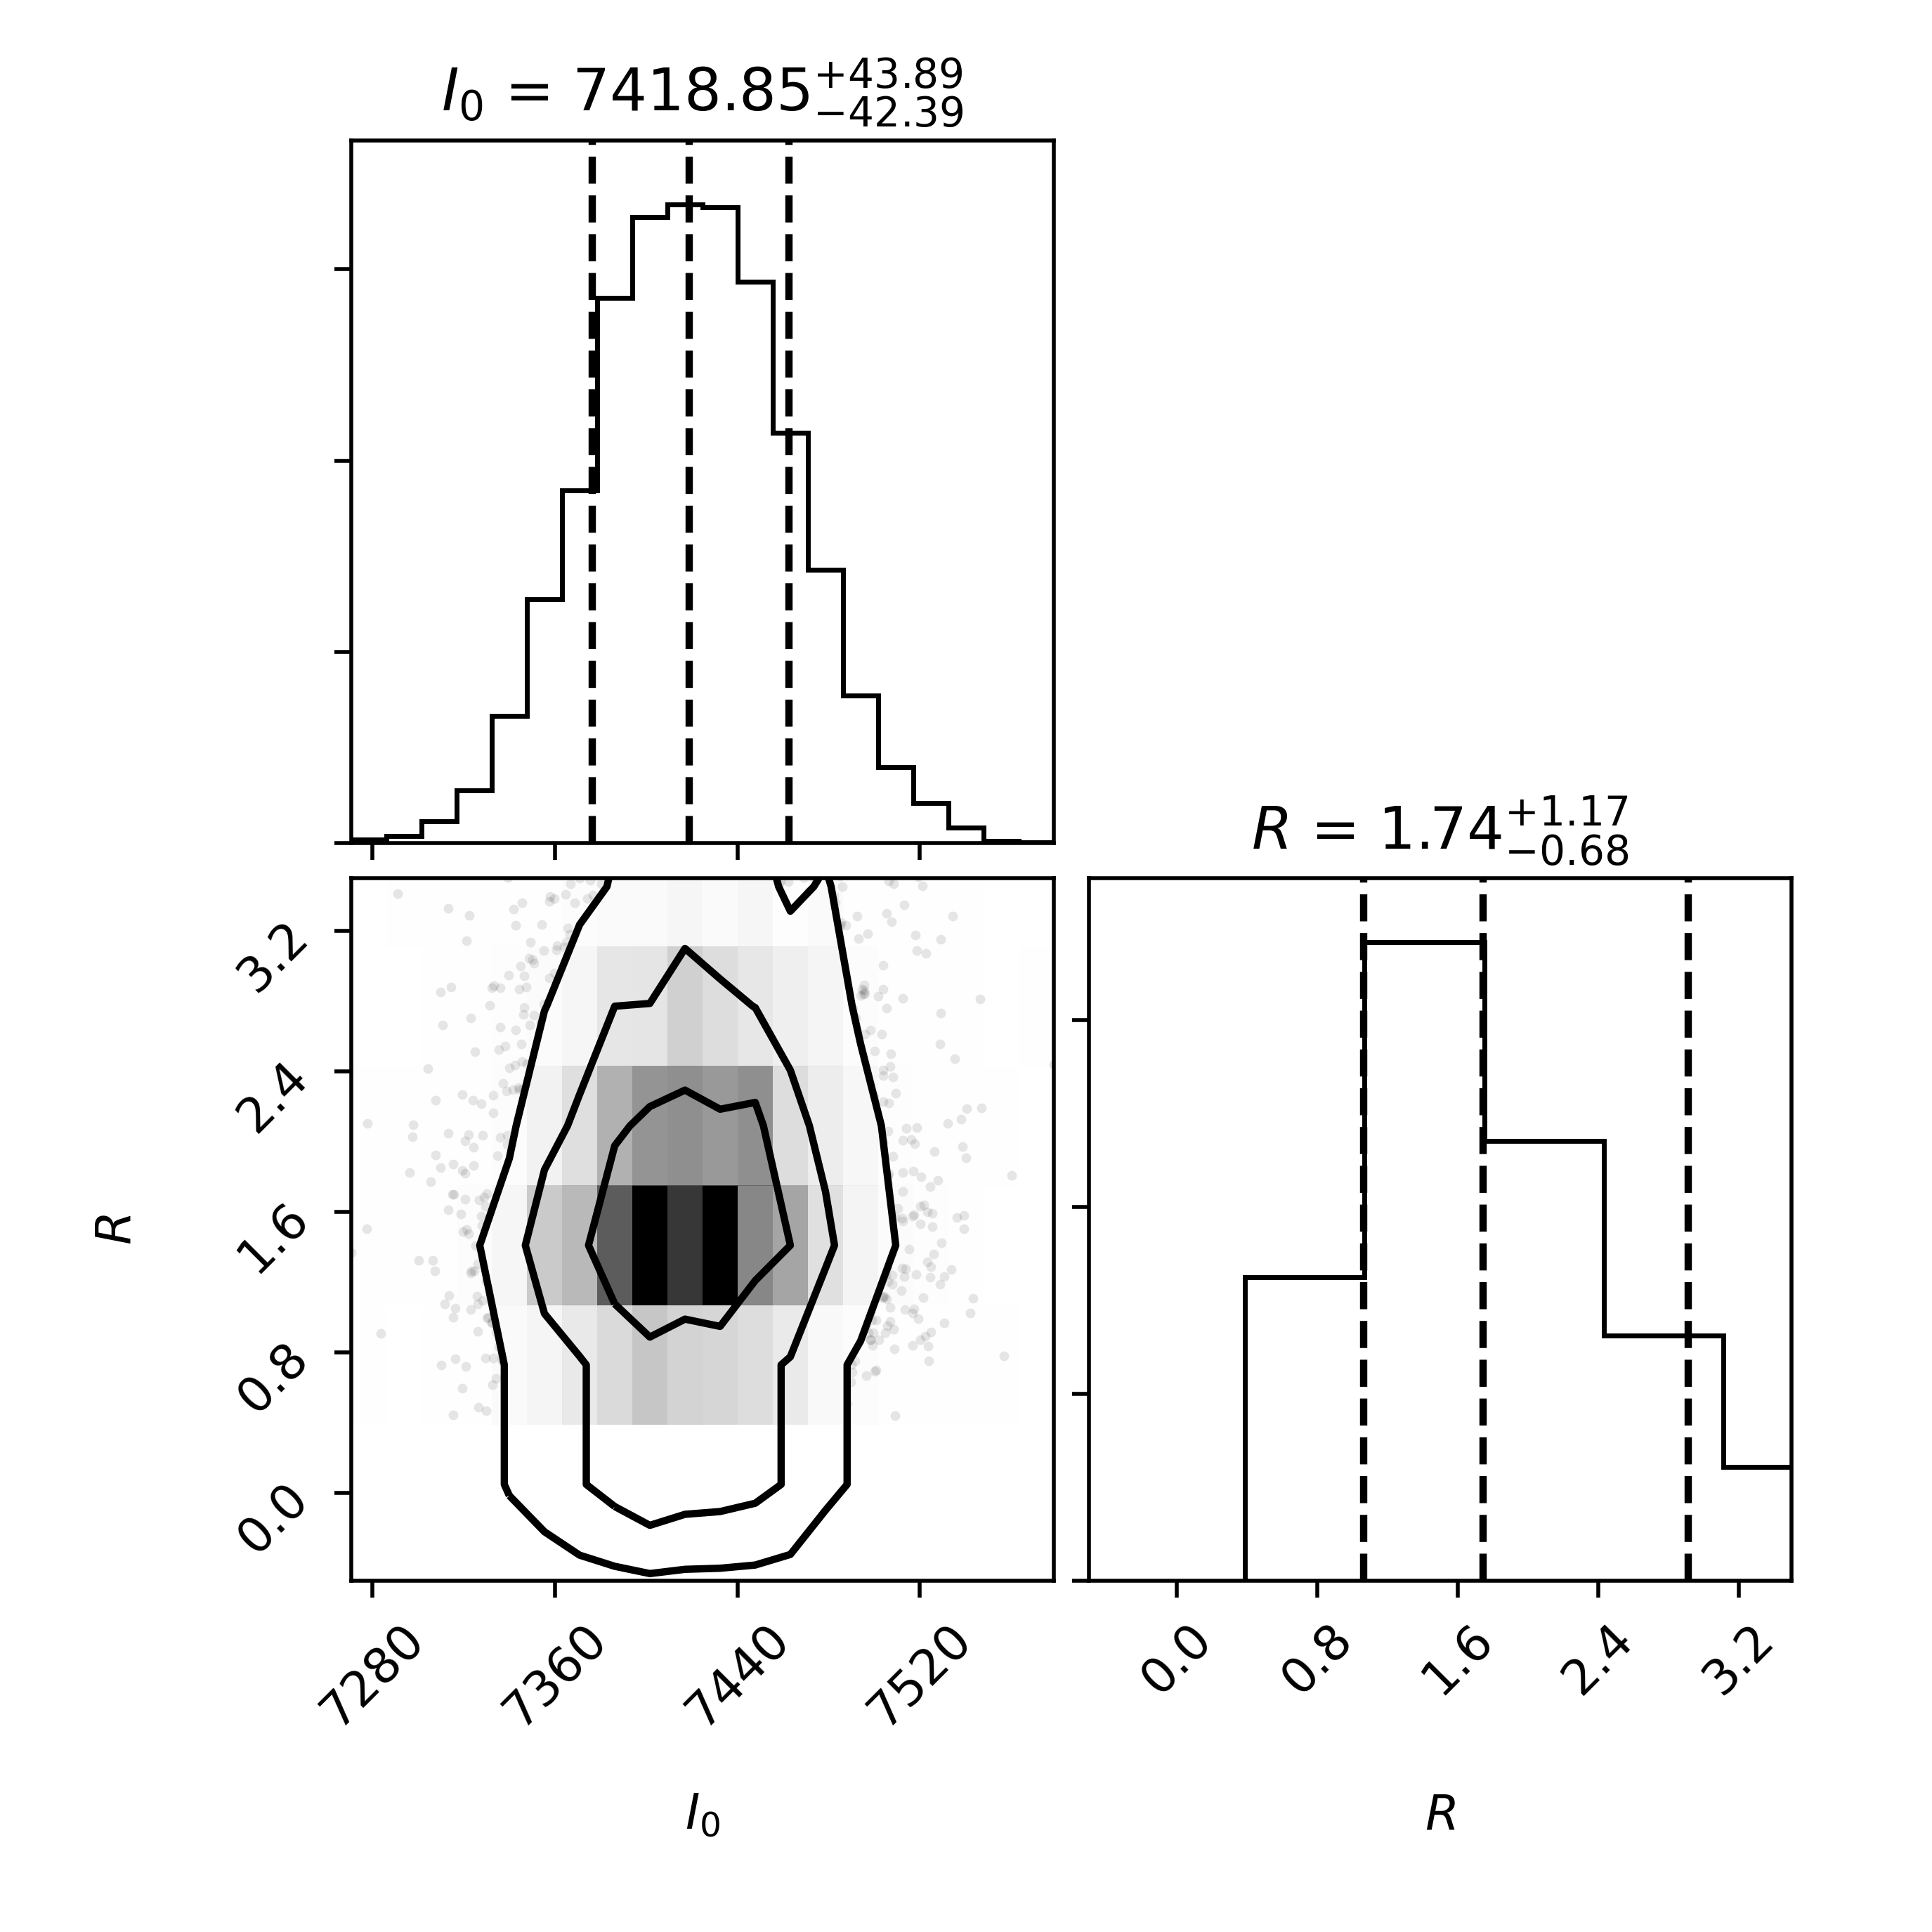 I₀ = 7418.85⁺⁴³·⁸⁹₋₄₂.₃₉
R = 1.74⁺¹·¹⁷₋₀.₆₈
3.2
2.4
1.6
0.8
0.0
R
7280 7360 7440 7520
0.0 0.8 1.6 2.4 3.2
I₀
R